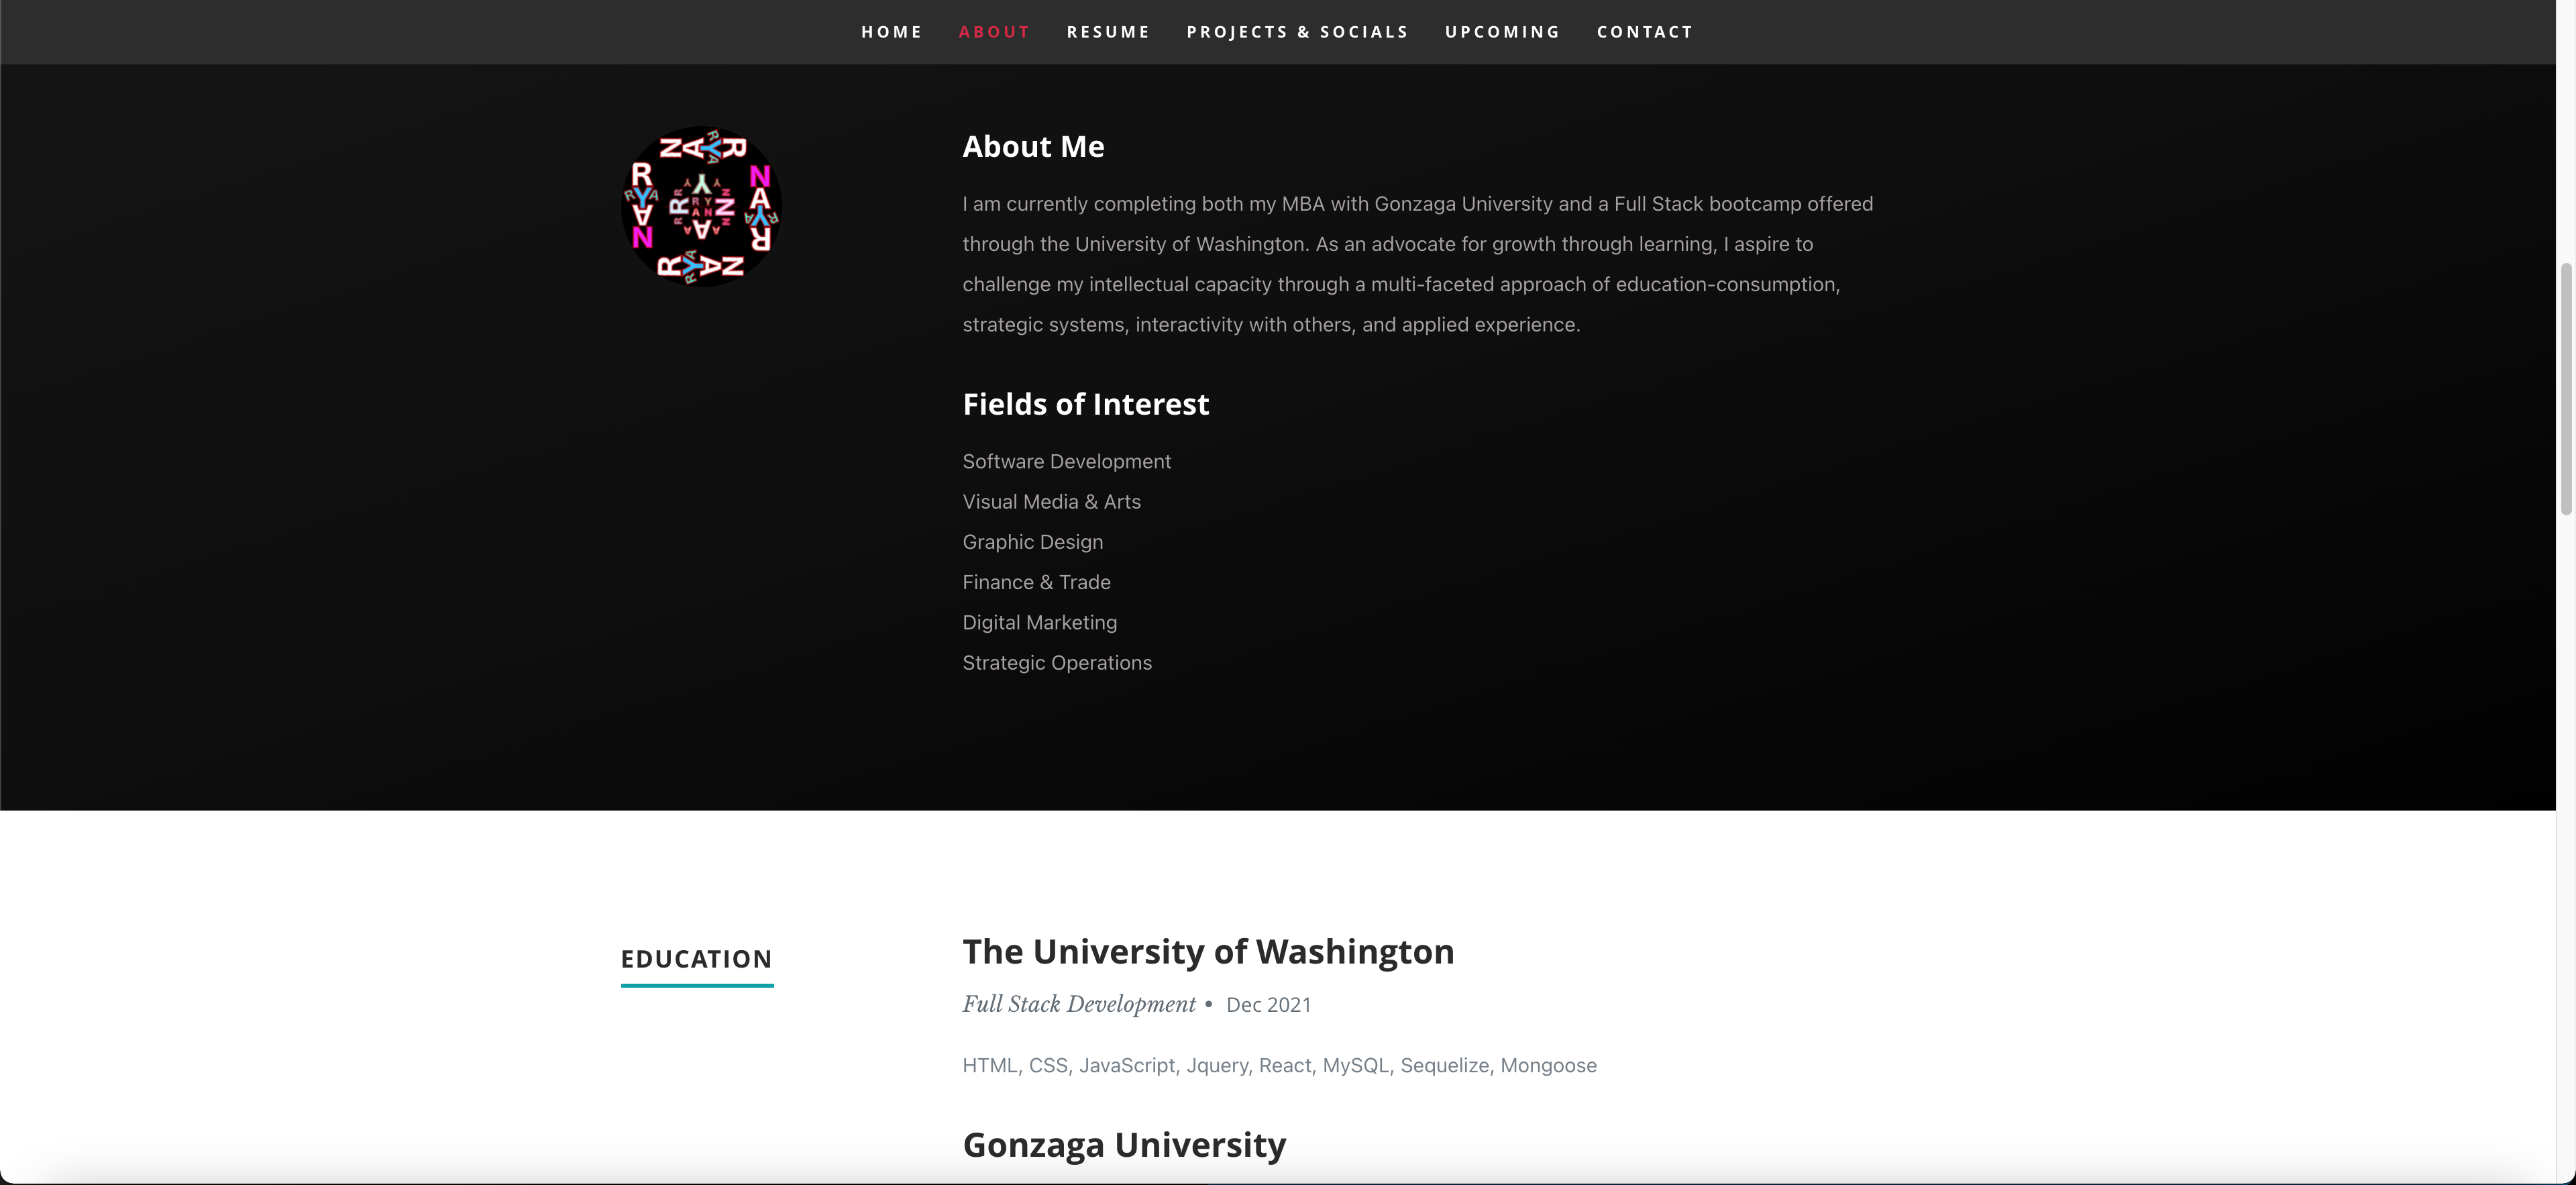 HOME ABOUT RESUME PROJECTS & SOCIALS UPCOMING CONTACT
RYAN
RYAN
RYAN
RYAN
About Me
I am currently completing both my MBA with Gonzaga University and a Full Stack bootcamp offered
through the University of Washington. As an advocate for growth through learning, I aspire to
challenge my intellectual capacity through a multi-faceted approach of education-consumption,
strategic systems, interactivity with others, and applied experience.
Fields of Interest
Software Development
Visual Media & Arts
Graphic Design
Finance & Trade
Digital Marketing
Strategic Operations
EDUCATION
The University of Washington
Full Stack Development • Dec 2021
HTML, CSS, JavaScript, Jquery, React, MySQL, Sequelize, Mongoose
Gonzaga University